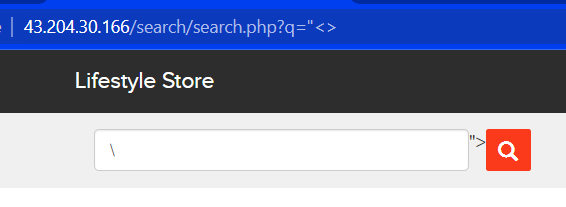 e | 43.204.30.166/search/search.php?q="<>
Lifestyle Store
\ ">